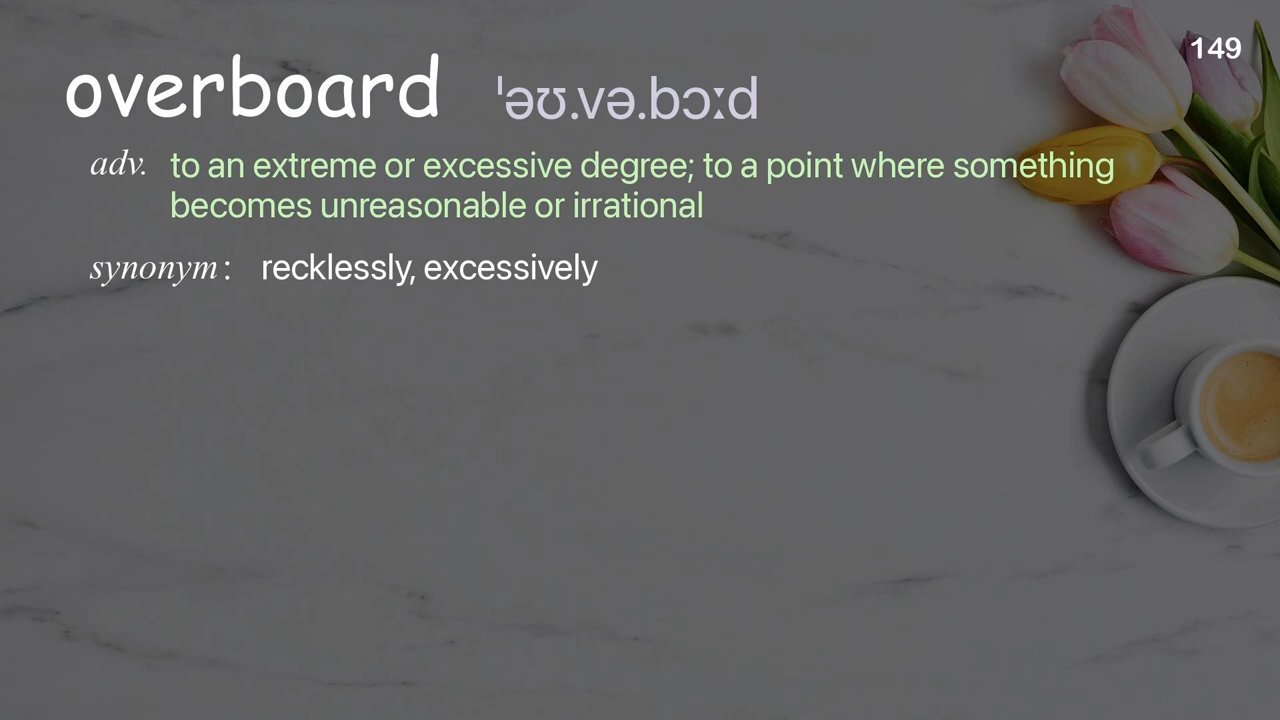 149
overboard ˈəʊ.və.bɔːd
adv. to an extreme or excessive degree; to a point where something
becomes unreasonable or irrational
synonym : recklessly, excessively